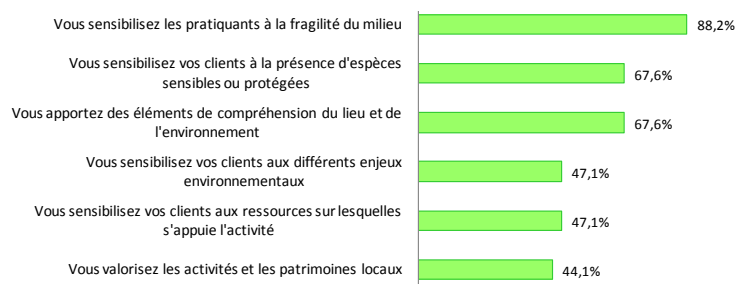 Vous sensibilisez les pratiquants à la fragilité du milieu
88,2%
Vous sensibilisez vos clients à la présence d'espèces
sensibles ou protégées
67,6%
Vous apportez des éléments de compréhension du lieu et de
l'environnement
67,6%
Vous sensibilisez vos clients aux différents enjeux
environnementaux
47,1%
Vous sensibilisez vos clients aux ressources sur lesquelles
s'appuie l'activité
47,1%
Vous valorisez les activités et les patrimoines locaux
44,1%